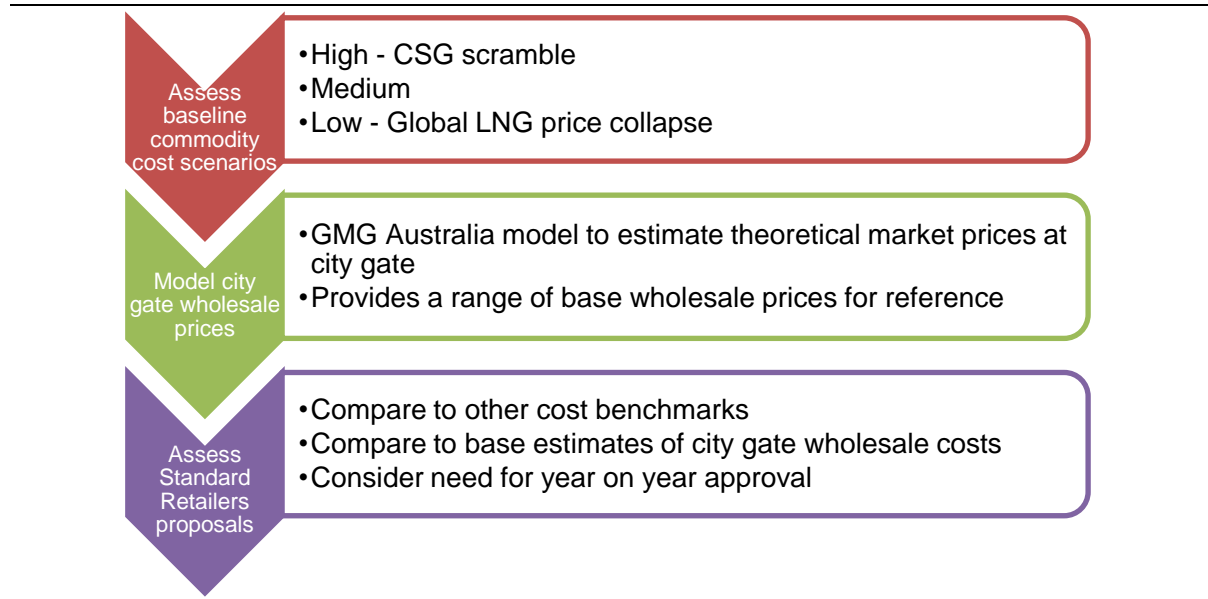 Assess
baseline
commodity
cost scenarios
•High - CSG scramble
•Medium
•Low - Global LNG price collapse
Model city
gate wholesale
prices
•GMG Australia model to estimate theoretical market prices at
city gate
•Provides a range of base wholesale prices for reference
Assess
Standard
Retailers
proposals
•Compare to other cost benchmarks
•Compare to base estimates of city gate wholesale costs
•Consider need for year on year approval